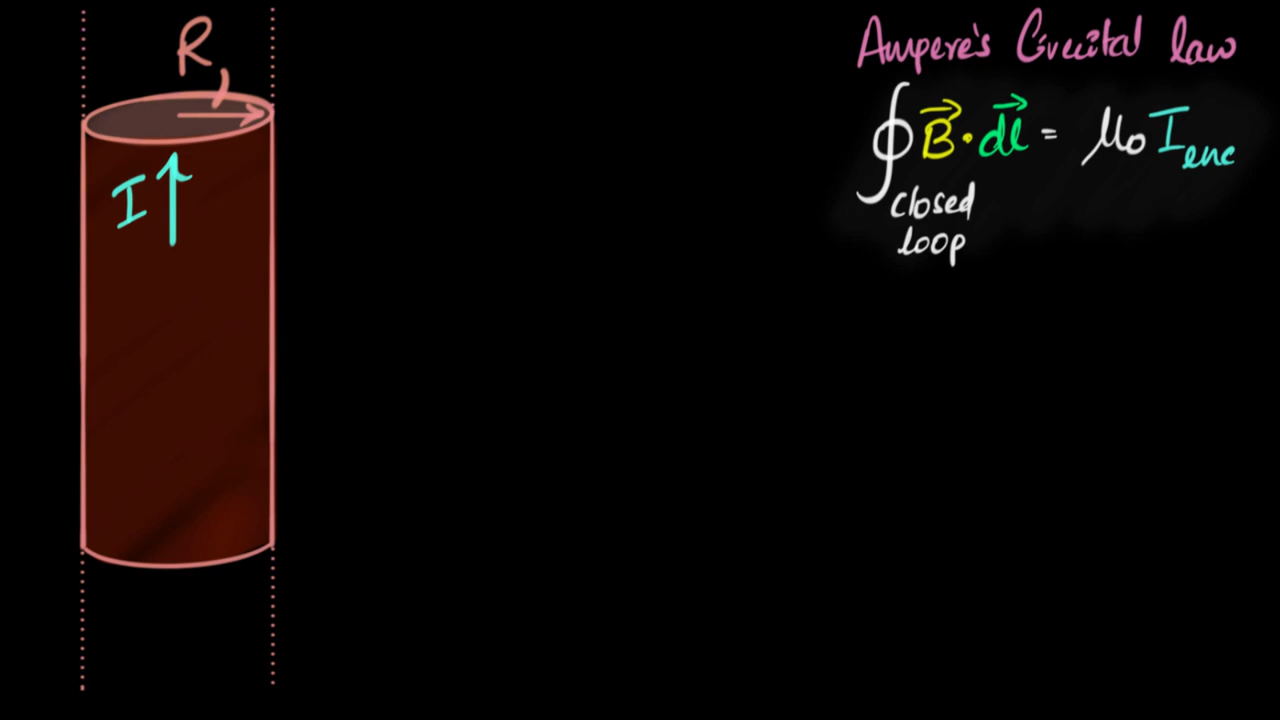 R
I
Ampere's Circuital law
∮ B⃗ · dl⃗ = μ₀ I_enc
closed
loop